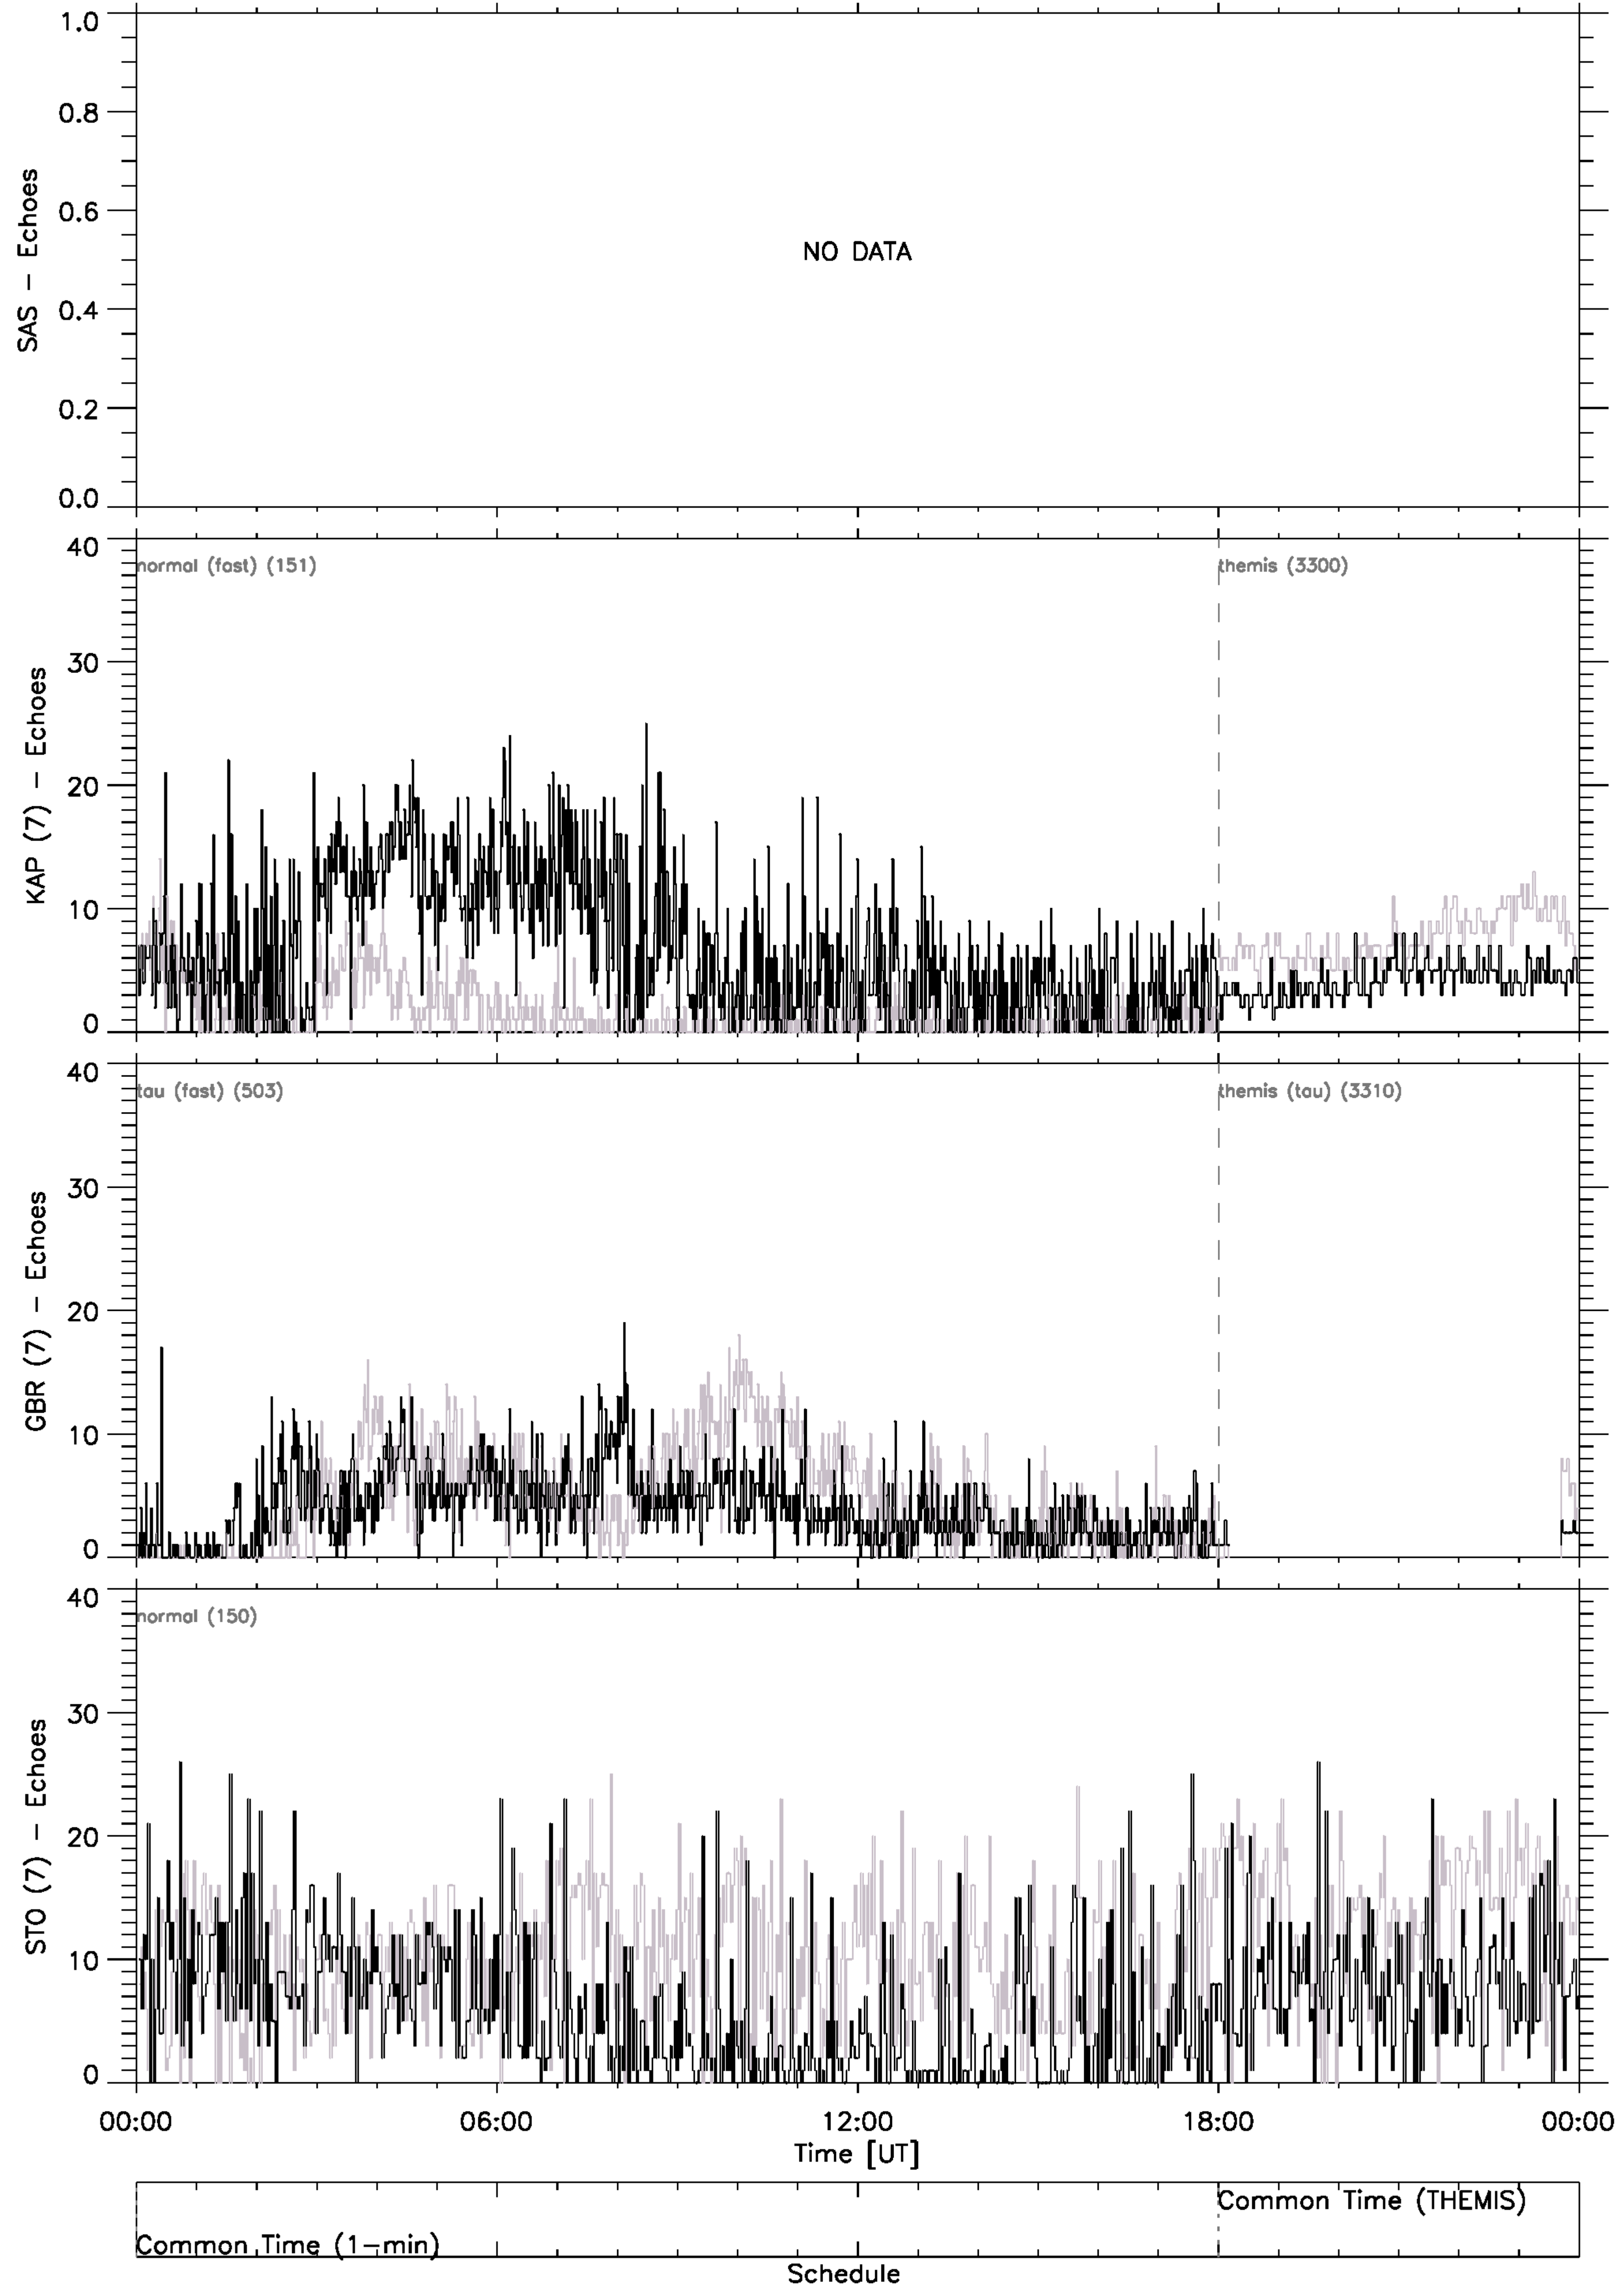 1.0
0.8
0.6
0.4
0.2
0.0
SAS – Echoes
NO DATA
40
30
20
10
0
KAP (7) – Echoes
normal (fast) (151)
themis (3300)
40
30
20
10
0
GBR (7) – Echoes
tau (fast) (503)
themis (tau) (3310)
40
30
20
10
0
STO (7) – Echoes
normal (150)
00:00 06:00 12:00 18:00 00:00
Time [UT]
Common Time (THEMIS)
Common Time (1-min)
Schedule